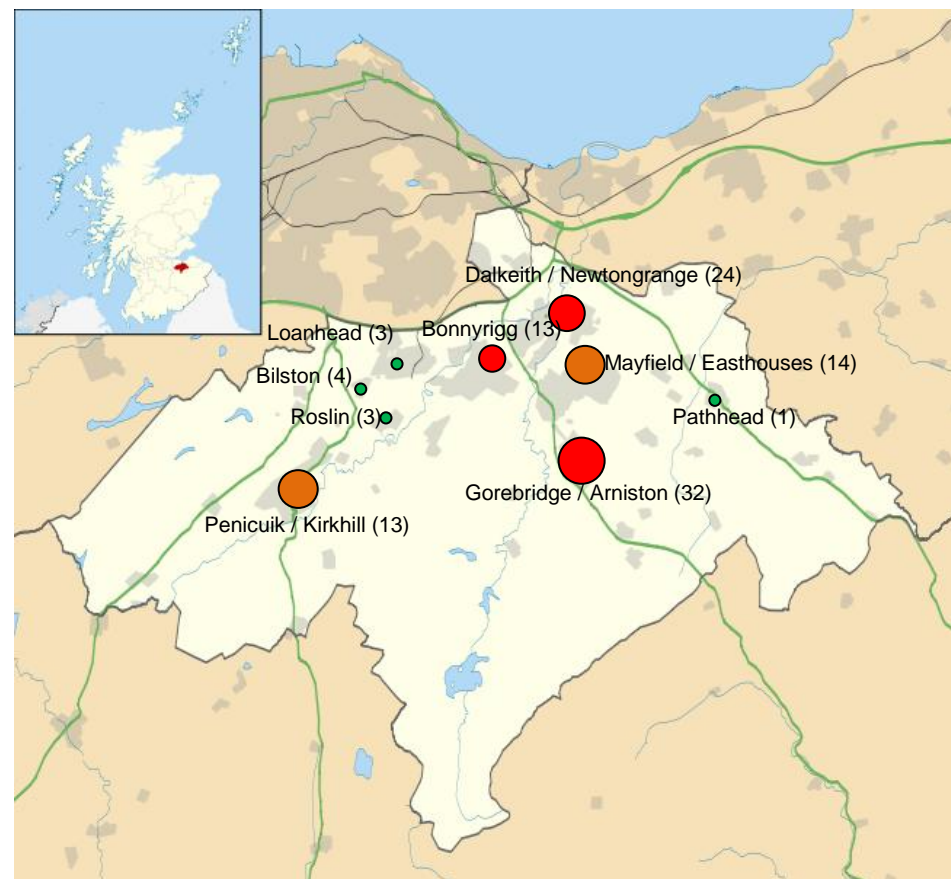 Dalkeith / Newtongrange (24)
Loanhead (3)
Bonnyrigg (13)
Mayfield / Easthouses (14)
Bilston (4)
Roslin (3)
Pathhead (1)
Gorebridge / Arniston (32)
Penicuik / Kirkhill (13)